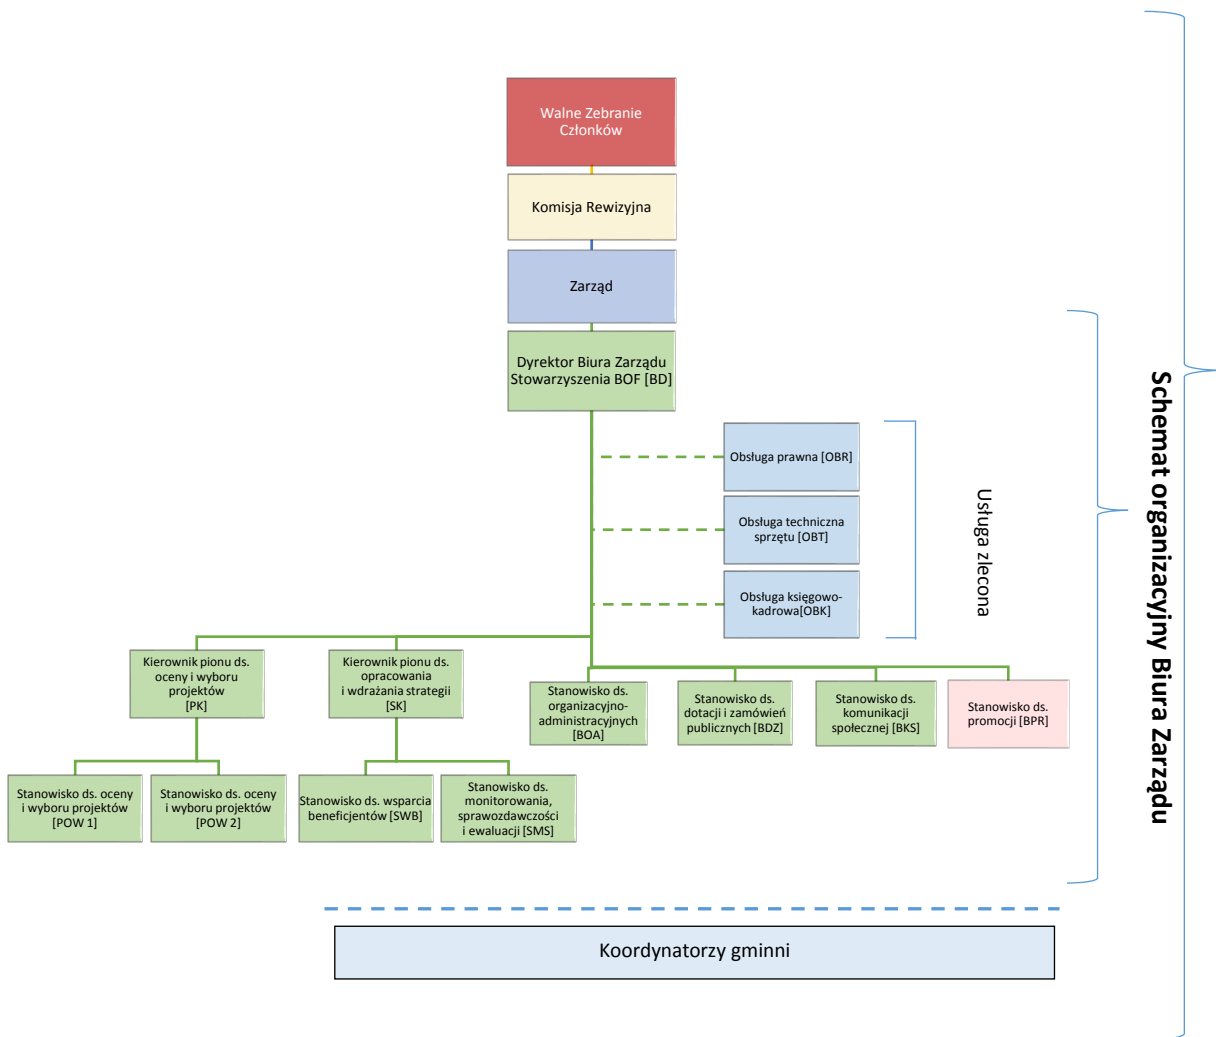 Walne Zebranie
Członków
Komisja Rewizyjna
Zarząd
Dyrektor Biura Zarządu
Stowarzyszenia BOF [BD]
Obsługa prawna [OBR]
Obsługa techniczna
sprzętu [OBT]
Obsługa księgowo-
kadrowa[OBK]
Usługa zlecona
Schemat organizacyjny Biura Zarządu
Kierownik pionu ds.
oceny i wyboru
projektów
[PK]
Kierownik pionu ds.
opracowania
i wdrażania strategii
[SK]
Stanowisko ds.
organizacyjno-
administracyjnych
[BOA]
Stanowisko ds.
dotacji i zamówień
publicznych [BDZ]
Stanowisko ds.
komunikacji
społecznej [BKS]
Stanowisko ds.
promocji [BPR]
Stanowisko ds. oceny
i wyboru projektów
[POW 1]
Stanowisko ds. oceny
i wyboru projektów
[POW 2]
Stanowisko ds. wsparcia
beneficjentów [SWB]
Stanowisko ds.
monitorowania,
sprawozdawczości
i ewaluacji [SMS]
Koordynatorzy gminni